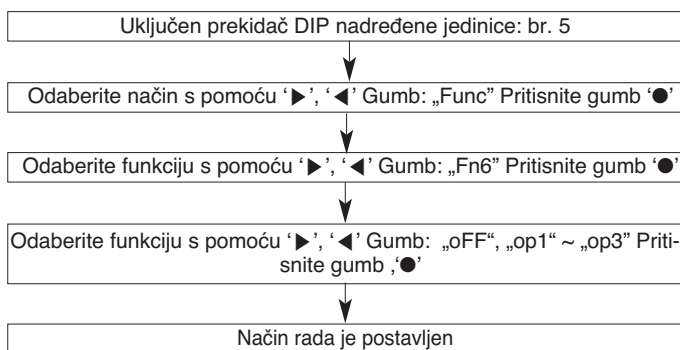 Uključen prekidač DIP nadređene jedinice: br. 5
Odaberite način s pomoću ‘▶’, ‘◀’ Gumb: „Func” Pritisnite gumb ‘●’
Odaberite funkciju s pomoću ‘▶’, ‘◀’ Gumb: „Fn6” Pritisnite gumb ‘●’
Odaberite funkciju s pomoću ‘▶’, ‘◀’ Gumb: „oFF“, „op1“ ~ „op3” Priti-
snite gumb ‚‘●’
Način rada je postavljen